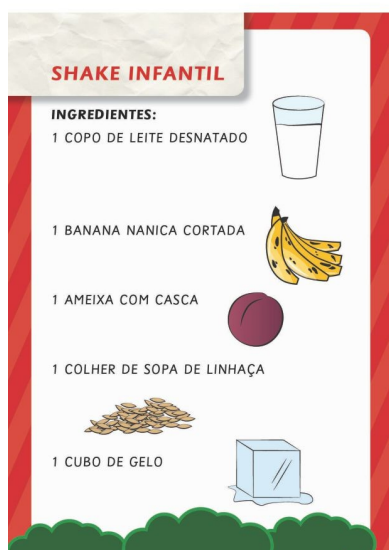 SHAKE INFANTIL
INGREDIENTES:
1 COPO DE LEITE DESNATADO
1 BANANA NANICA CORTADA
1 AMEIXA COM CASCA
1 COLHER DE SOPA DE LINHAÇA
1 CUBO DE GELO